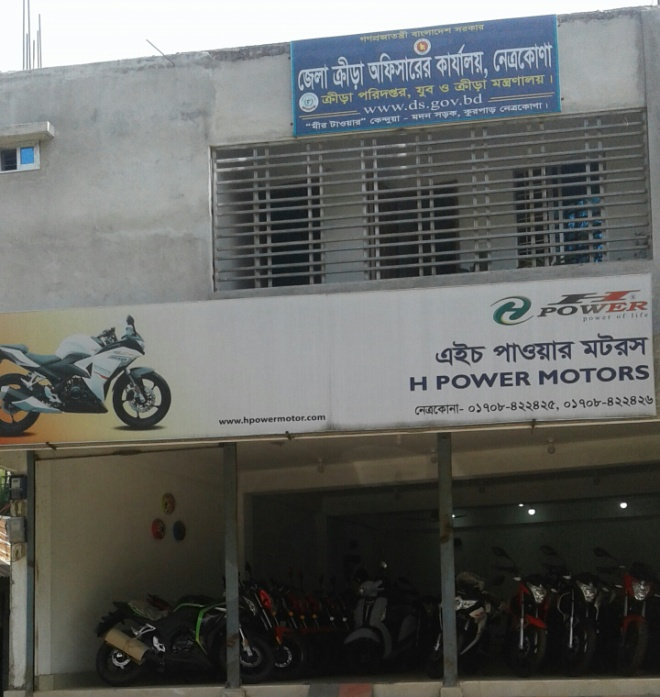 গণপ্রজাতন্ত্রী বাংলাদেশ সরকার
জেলা ক্রীড়া অফিসারের কার্যালয়, নেত্রকোণা
ক্রীড়া পরিদপ্তর, যুব ও ক্রীড়া মন্ত্রণালয়।
www.ds.gov.bd
"মীর টাওয়ার" কেন্দুয়া - মদন সড়ক, কুরপাড় নেত্রকোণা।
H POWER
power of life
এইচ পাওয়ার মটরস
H POWER MOTORS
www.hpowermotor.com
নেত্রকোনা- ০১৭০৮-৪২২৪২৫, ০১৭০৮-৪২২৪২৬